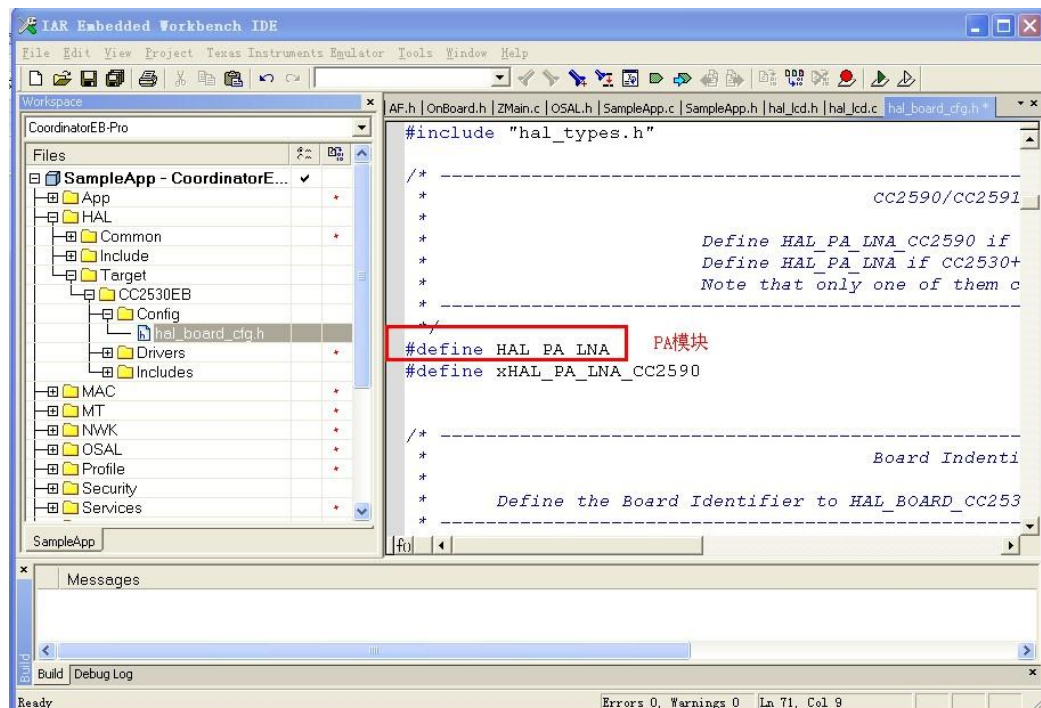 IAR Embedded Workbench IDE
File Edit View Project Texas Instruments Emulator Tools Window Help
Workspace
CoordinatorEB-Pro
Files
SampleApp - CoordinatorE...
App
HAL
Common
Include
Target
CC2530EB
Config
hal_board_cfg.h
Drivers
Includes
MAC
MT
NWK
OSAL
Profile
Security
Services
SampleApp
AF.h | OnBoard.h | ZMain.c | OSAL.h | SampleApp.c | SampleApp.h | hal_lcd.h | hal_lcd.c hal_board_cfg.h *
#include "hal_types.h"
/* ------------------------------------------------
* CC2590/CC2591
*
* Define HAL_PA_LNA_CC2590 if
* Define HAL_PA_LNA if CC2530+
* Note that only one of them c
* ------------------------------------------------
*/
#define HAL_PA_LNA PA模块
#define xHAL_PA_LNA_CC2590
/* ------------------------------------------------
* Board Indenti
*
* Define the Board Identifier to HAL_BOARD_CC253
* ------------------------------------------------
f()
Messages
Build
Build Debug Log
Ready Errors 0, Warnings 0 Ln 71, Col 9